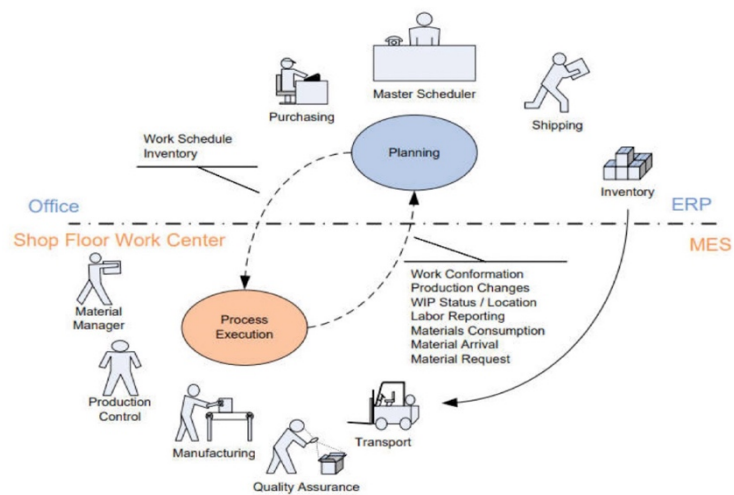 Master Scheduler
Purchasing
Shipping
Work Schedule
Inventory
Planning
Inventory
Office
ERP
Shop Floor Work Center
MES
Material
Manager
Process
Execution
Work Conformation
Production Changes
WIP Status / Location
Labor Reporting
Materials Consumption
Material Arrival
Material Request
Production
Control
Manufacturing
Transport
Quality Assurance